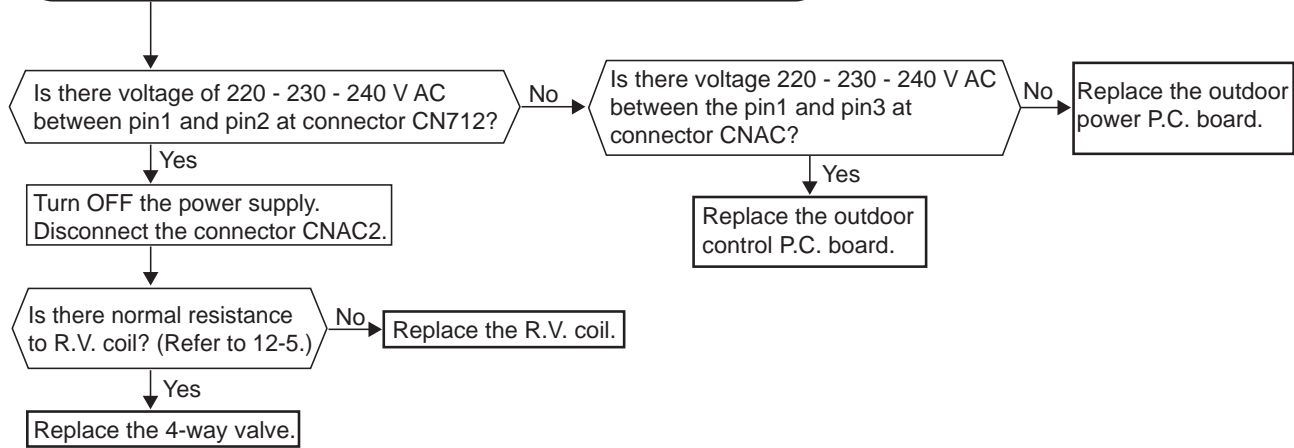 Is there voltage of 220 - 230 - 240 V AC
between pin1 and pin2 at connector CN712?
No
Is there voltage 220 - 230 - 240 V AC
between the pin1 and pin3 at
connector CNAC?
No
Replace the outdoor
power P.C. board.
Yes
Yes
Turn OFF the power supply.
Disconnect the connector CNAC2.
Replace the outdoor
control P.C. board.
Is there normal resistance
to R.V. coil? (Refer to 12-5.)
No
Replace the R.V. coil.
Yes
Replace the 4-way valve.